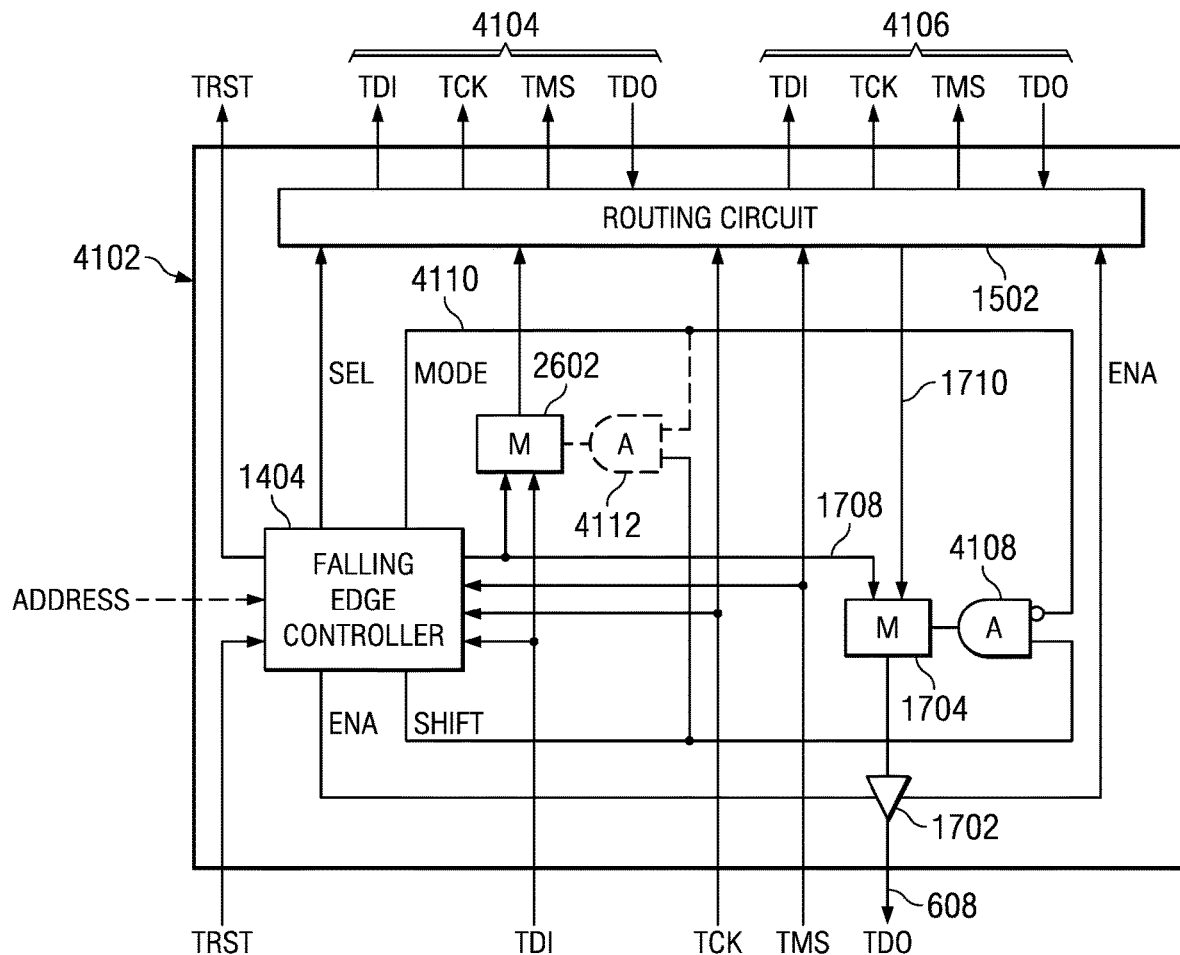 4104
4106
TRST
TDI
TCK
TMS
TDO
TDI
TCK
TMS
TDO
ROUTING CIRCUIT
4102
4110
1502
SEL
MODE
2602
1710
ENA
M
A
1404
4112
1708
4108
FALLING
EDGE
CONTROLLER
ADDRESS
M
A
1704
ENA
SHIFT
1702
608
TRST
TDI
TCK
TMS
TDO